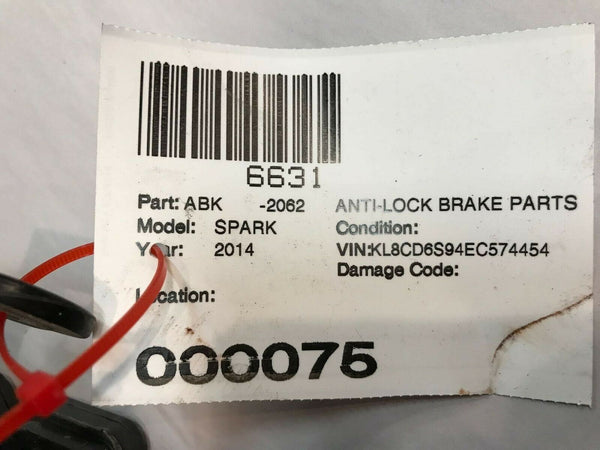 6631
Part: ABK -2062 ANTI-LOCK BRAKE PARTS
Model: SPARK Condition:
Year: 2014 VIN:KL8CD6S94EC574454
Damage Code:
Location:
000075